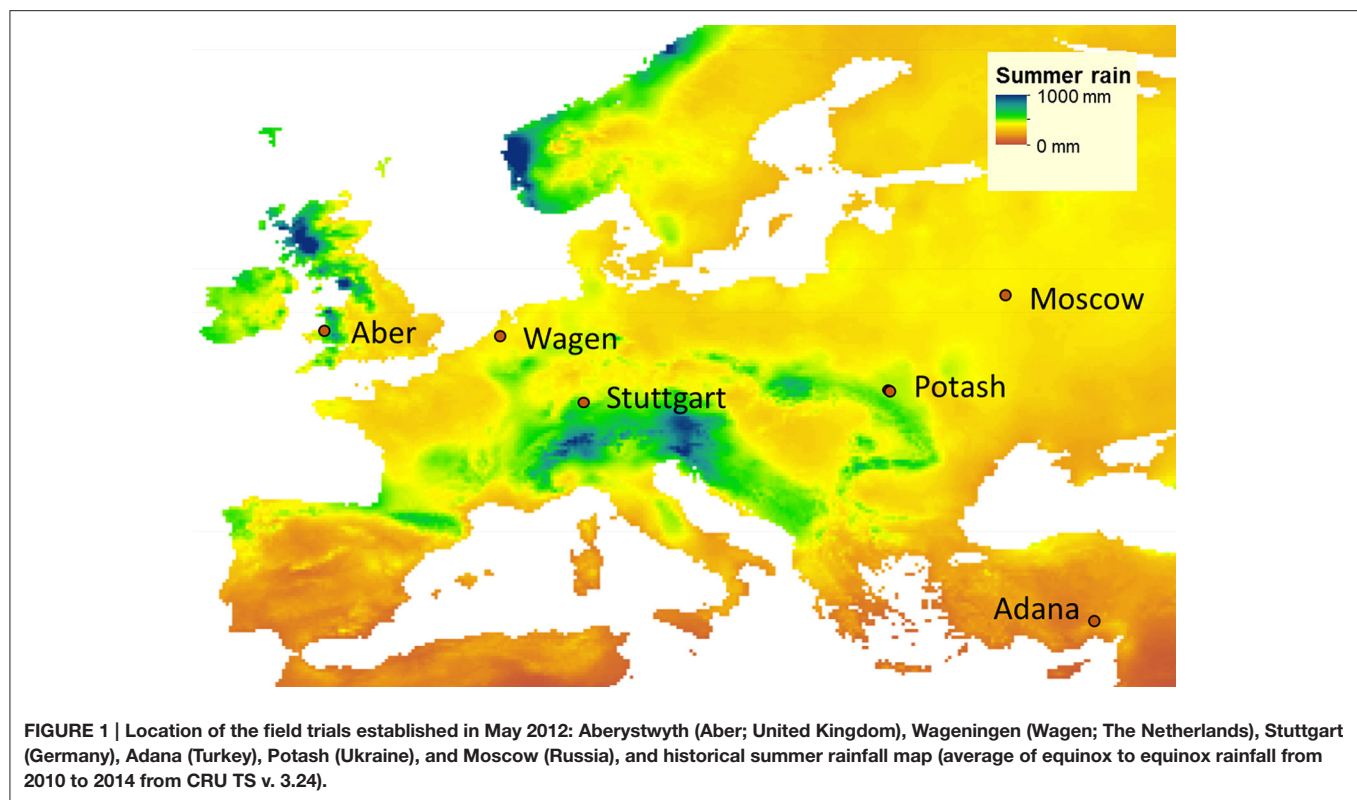 Summer rain
1000 mm
0 mm
Moscow
Aber
Wagen
Potash
Stuttgart
Adana
FIGURE 1 | Location of the field trials established in May 2012: Aberystwyth (Aber; United Kingdom), Wageningen (Wagen; The Netherlands), Stuttgart
(Germany), Adana (Turkey), Potash (Ukraine), and Moscow (Russia), and historical summer rainfall map (average of equinox to equinox rainfall from
2010 to 2014 from CRU TS v. 3.24).